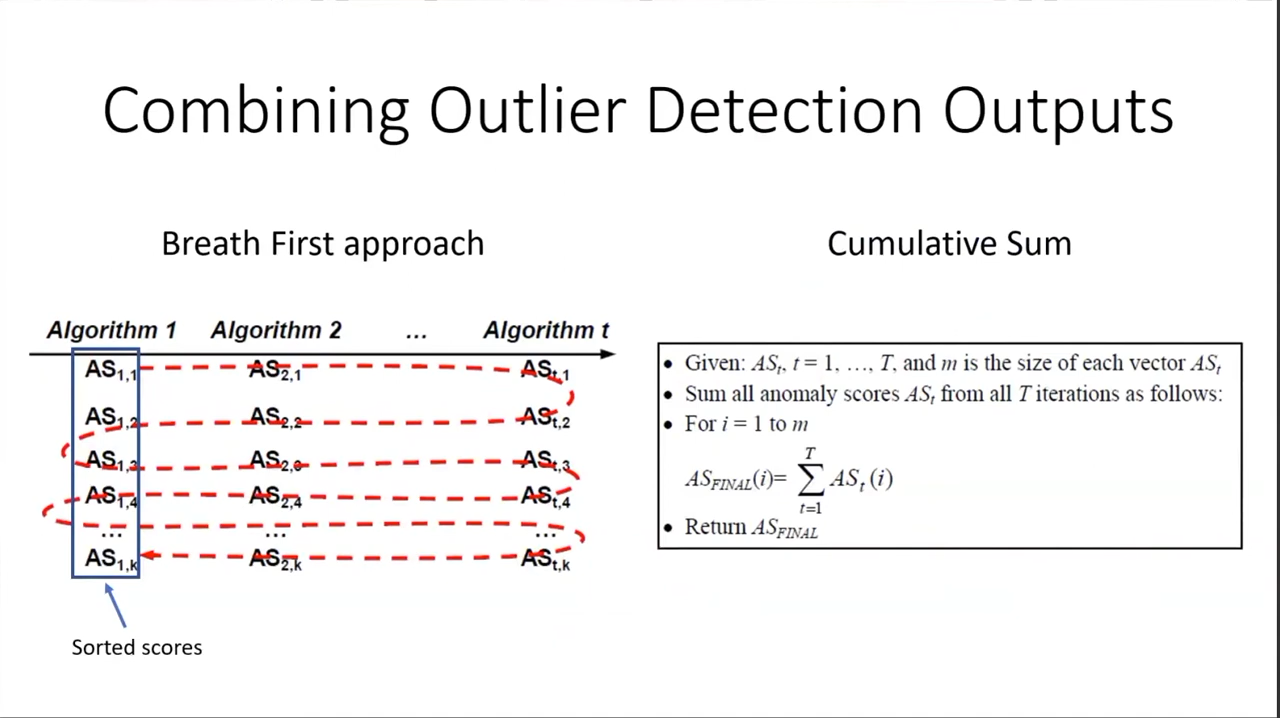 Combining Outlier Detection Outputs
Breath First approach
Cumulative Sum
Algorithm 1 Algorithm 2 ... Algorithm t
AS1,1 AS2,1 ASt,1
AS1,2 AS2,2 ASt,2
AS1,3 AS2,3 ASt,3
AS1,4 AS2,4 ASt,4
... ... ...
AS1,k AS2,k ASt,k
Sorted scores
• Given: ASt, t = 1, …, T, and m is the size of each vector ASt
• Sum all anomaly scores ASt from all T iterations as follows:
• For i = 1 to m
ASFINAL(i)= ∑_{t=1}^{T} ASt (i)
• Return ASFINAL